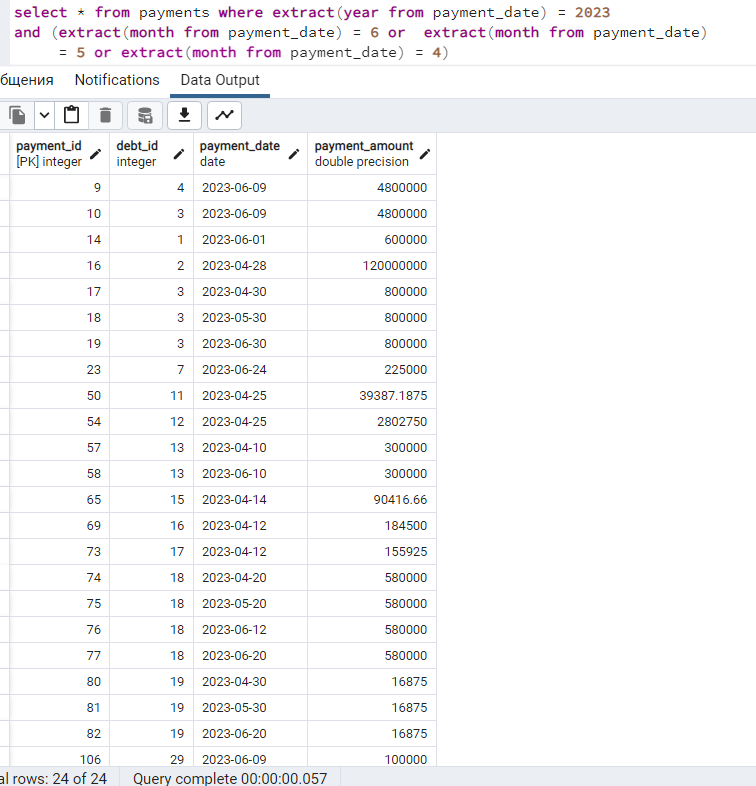 select * from payments where extract(year from payment_date) = 2023
and (extract(month from payment_date) = 6 or  extract(month from payment_date)
= 5 or extract(month from payment_date) = 4)
бщения Notifications Data Output
payment_id debt_id payment_date payment_amount
[PK] integer integer date double precision
9 4 2023-06-09 4800000
10 3 2023-06-09 4800000
14 1 2023-06-01 600000
16 2 2023-04-28 120000000
17 3 2023-04-30 800000
18 3 2023-05-30 800000
19 3 2023-06-30 800000
23 7 2023-06-24 225000
50 11 2023-04-25 39387.1875
54 12 2023-04-25 2802750
57 13 2023-04-10 300000
58 13 2023-06-10 300000
65 15 2023-04-14 90416.66
69 16 2023-04-12 184500
73 17 2023-04-12 155925
74 18 2023-04-20 580000
75 18 2023-05-20 580000
76 18 2023-06-12 580000
77 18 2023-06-20 580000
80 19 2023-04-30 16875
81 19 2023-05-30 16875
82 19 2023-06-20 16875
106 29 2023-06-09 100000
al rows: 24 of 24 Query complete 00:00:00.057